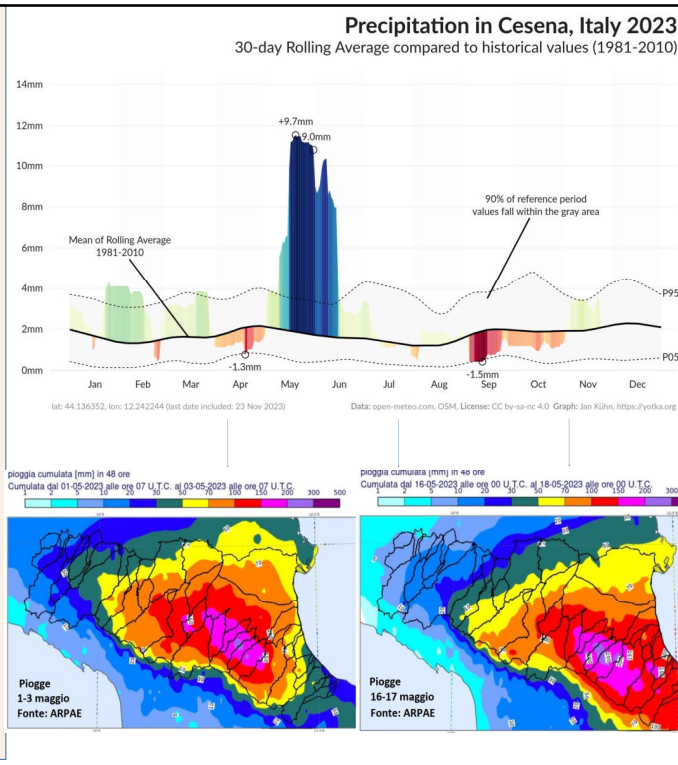 Precipitation in Cesena, Italy 2023
30-day Rolling Average compared to historical values (1981-2010)
14mm
12mm
+9.7mm
9.0mm
10mm
90% of reference period
values fall within the gray area
8mm
6mm
Mean of Rolling Average
1981-2010
4mm
P95
2mm
P05
0mm
-1.3mm
-1.5mm
Jan Feb Mar Apr May Jun Jul Aug Sep Oct Nov Dec
lat: 44.136352, lon: 12.242244 (last date included: 23 Nov 2023)
Data: open-meteo.com, OSM, License: CC by-sa-nc 4.0 Graph: Jan Kühn, https://yotka.org
pioggia cumulata [mm] in 48 ore
Cumulata dal 01-05-2023 alle ore 07 U.T.C. al 03-05-2023 alle ore 07 U.T.C.
1 2 5 10 20 30 50 70 100 150 200 300 500
Piogge
1-3 maggio
Fonte: ARPAE
pioggia cumulata [mm] in 48 ore
Cumulata dal 16-05-2023 alle ore 00 U.T.C. al 18-05-2023 alle ore 00 U.T.C.
1 2 5 10 20 30 50 70 100 150 200 300
Piogge
16-17 maggio
Fonte: ARPAE